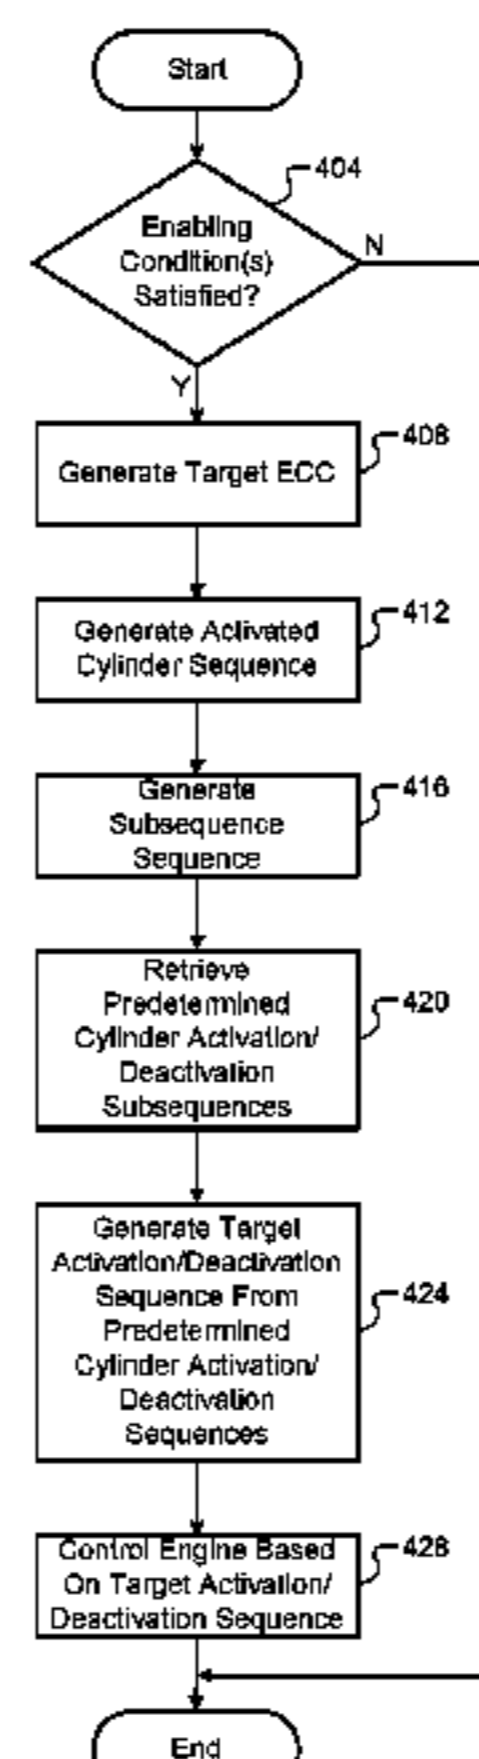 Start
404
Enabling
Condition(s)
Satisfied?
N
Y
408
Generate Target ECC
412
Generate Activated
Cylinder Sequence
416
Generate
Subsequence
Sequence
Retrieve
Predetermined
420
Cylinder Activation/
Deactivation
Subsequences
Generate Target
Activation/Deactivation
Sequence From
424
Predetermined
Cylinder Activation/
Deactivation
Sequences
428
Control Engine Based
On Target Activation/
Deactivation Sequence
End